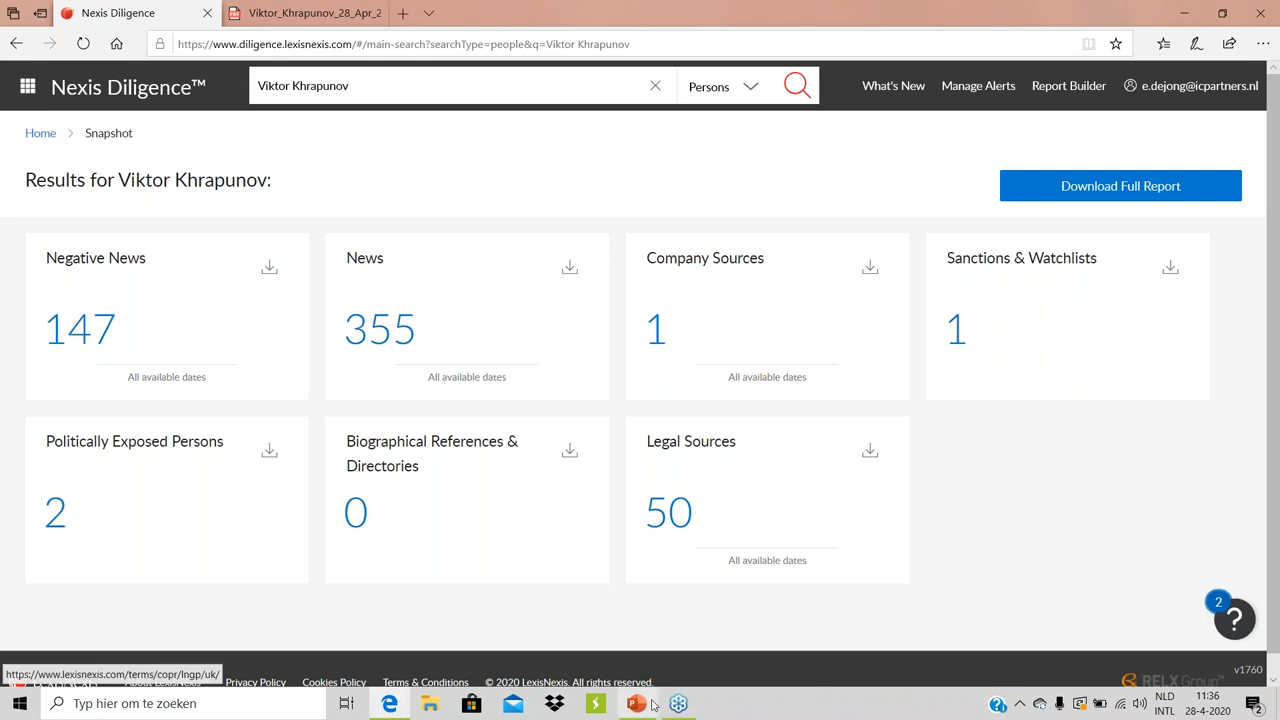 Nexis Diligence
Viktor_Khrapunov_28_Apr_2
https://www.diligence.lexisnexis.com/#/main-search?searchType=people&q=Viktor Khrapunov
Nexis Diligence™
Viktor Khrapunov
Persons
What's New
Manage Alerts
Report Builder
e.dejong@icpartners.nl
Home
Snapshot
Results for Viktor Khrapunov:
Download Full Report
Negative News
147
All available dates
News
355
All available dates
Company Sources
1
All available dates
Sanctions & Watchlists
1
Politically Exposed Persons
2
Biographical References &
Directories
0
Legal Sources
50
All available dates
2
?
v1760
https://www.lexisnexis.com/terms/copr/lngp/uk/
Privacy Policy
Cookies Policy
Terms & Conditions
© 2020 LexisNexis. All rights reserved.
RELX Group™
Typ hier om te zoeken
NLD
INTL
11:36
28-4-2020
2